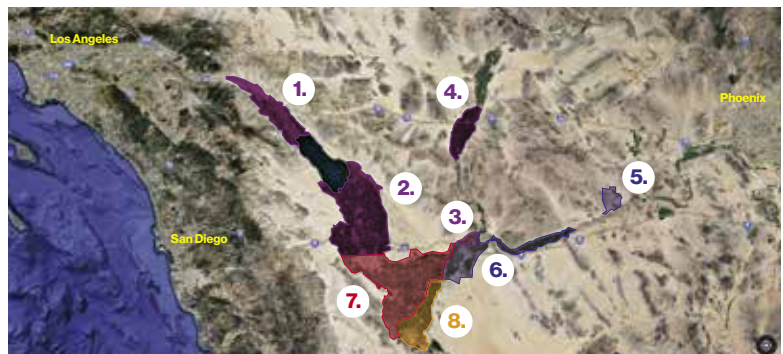 Los Angeles
1.
4.
Phoenix
5.
2.
3.
San Diego
6.
7.
8.